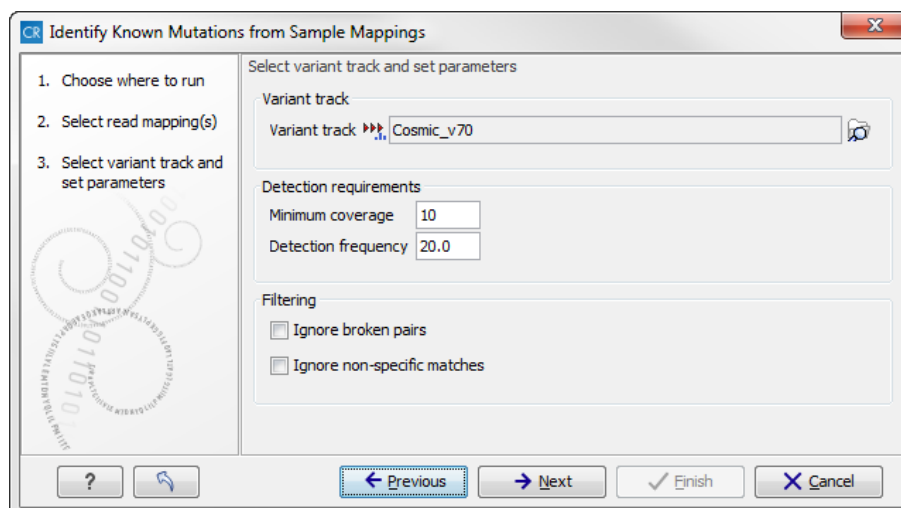 CR Identify Known Mutations from Sample Mappings
1. Choose where to run
2. Select read mapping(s)
3. Select variant track and
set parameters
Select variant track and set parameters
Variant track
Variant track Cosmic_v70
Detection requirements
Minimum coverage 10
Detection frequency 20.0
Filtering
Ignore broken pairs
Ignore non-specific matches
? Previous Next Finish Cancel